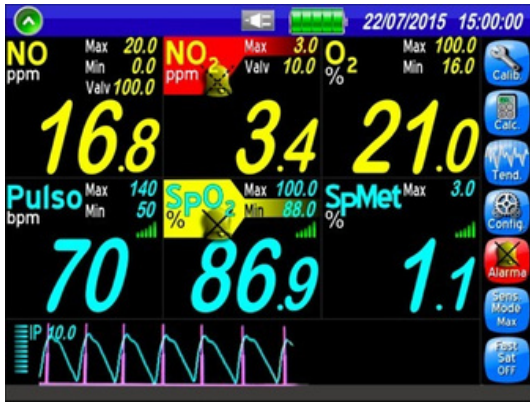 22/07/2015 15:00:00
NO Max 20.0
ppm Min 0.0
Valv 100.0
16.8
NO2 Max 3.0
ppm Valv 10.0
3.4
O2 Max 100.0
% Min 16.0
21.0
Pulso Max 140
bpm Min 50
70
SpO2 Max 100.0
% Min 88.0
86.9
SpMet Max 3.0
%
1.1
IP 10.0
Calib.
Calc.
Tend.
Config
Alarma
Sens.
Mode
Max
Fast
Sat
OFF